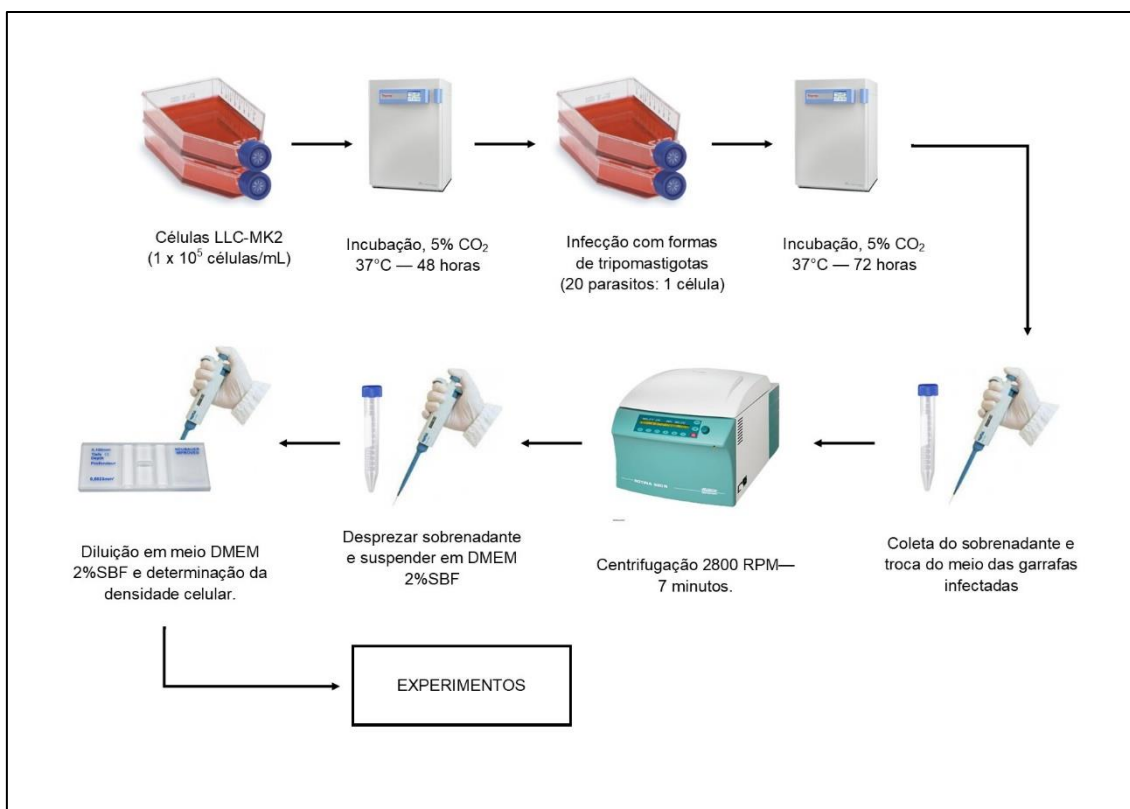 Células LLC-MK2
(1 x 10⁵ células/mL)
Incubação, 5% CO₂
37°C — 48 horas
Infecção com formas
de tripomastigotas
(20 parasitos: 1 célula)
Incubação, 5% CO₂
37°C — 72 horas
Coleta do sobrenadante e
troca do meio das garrafas
infectadas
Centrifugação 2800 RPM—
7 minutos.
Desprezar sobrenadante
e suspender em DMEM
2%SBF
Diluição em meio DMEM
2%SBF e determinação da
densidade celular.
EXPERIMENTOS